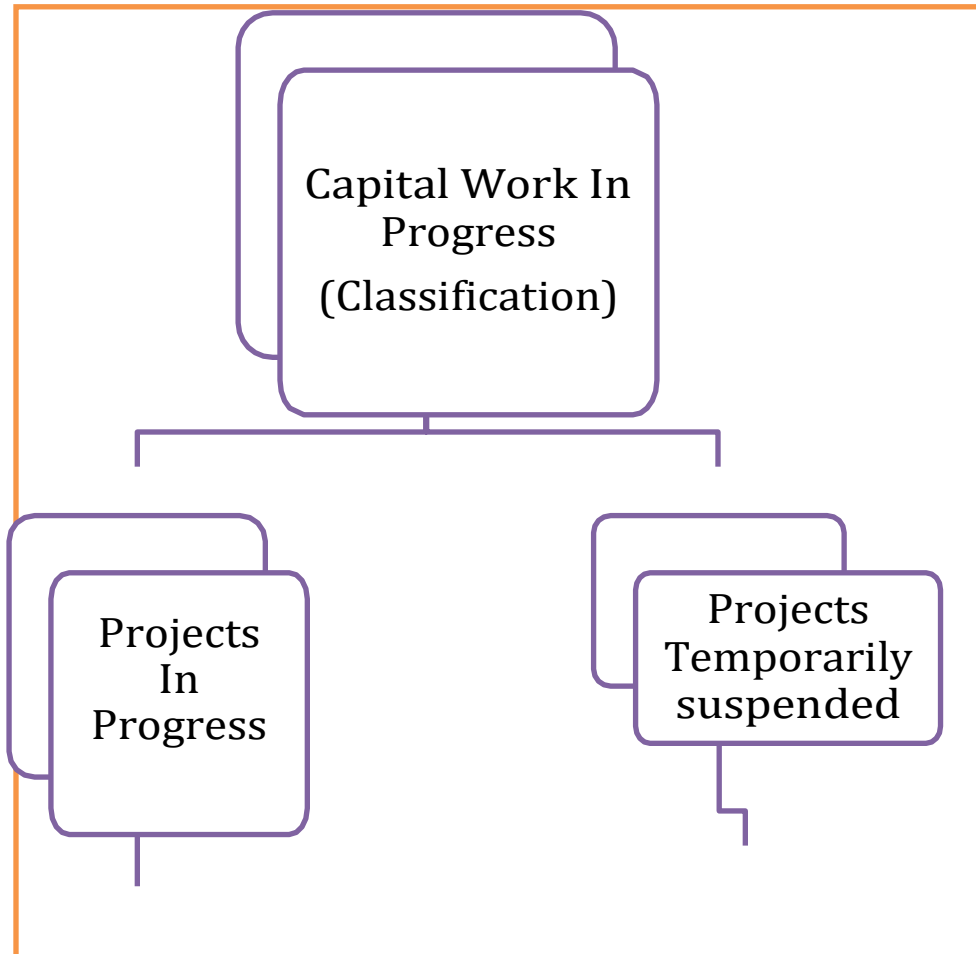 Capital Work In
Progress
(Classification)
Projects
In
Progress
Projects
Temporarily
suspended